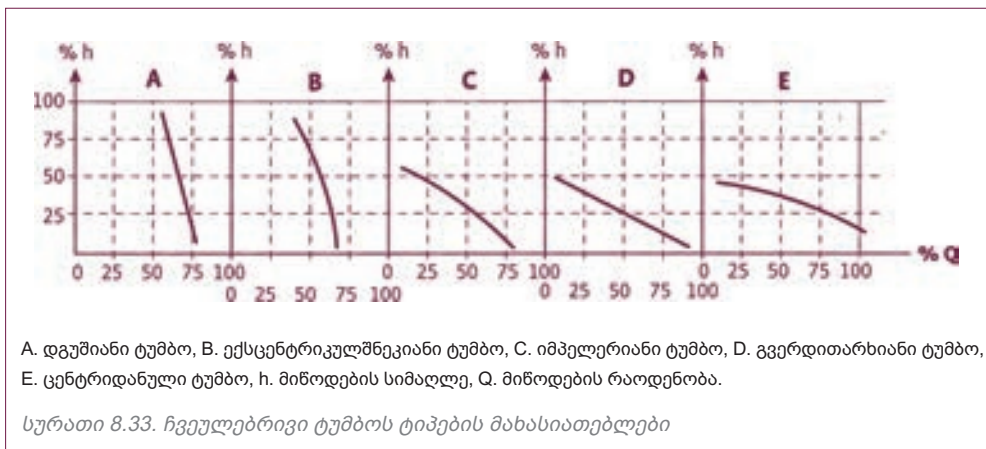 % h % h % h % h % h
A B C D E
100
75
50
25
% Q
0 25 50 75 100 25 50 75 100 0 25 50 75 100
0 25 50 75 100 0 25 50 75 100
A. დგუშიანი ტუმბო, B. ექსცენტრიკულშნეკიანი ტუმბო, C. იმპელერიანი ტუმბო, D. გვერდითარხიანი ტუმბო,
E. ცენტრიდანული ტუმბო, h. მიწოდების სიმაღლე, Q. მიწოდების რაოდენობა.
სურათი 8.33. ჩვეულებრივი ტუმბოს ტიპების მახასიათებლები